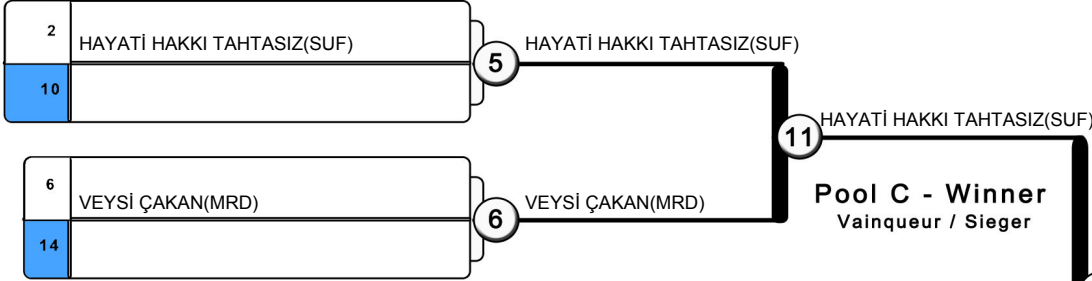 2
HAYATİ HAKKI TAHTASIZ(SUF)
10
5
HAYATİ HAKKI TAHTASIZ(SUF)
11
HAYATİ HAKKI TAHTASIZ(SUF)
Pool C - Winner
Vainqueur / Sieger
6
VEYSİ ÇAKAN(MRD)
14
6
VEYSİ ÇAKAN(MRD)